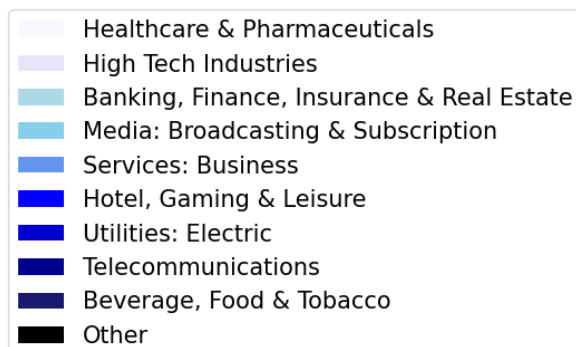 Healthcare & Pharmaceuticals
High Tech Industries
Banking, Finance, Insurance & Real Estate
Media: Broadcasting & Subscription
Services: Business
Hotel, Gaming & Leisure
Utilities: Electric
Telecommunications
Beverage, Food & Tobacco
Other